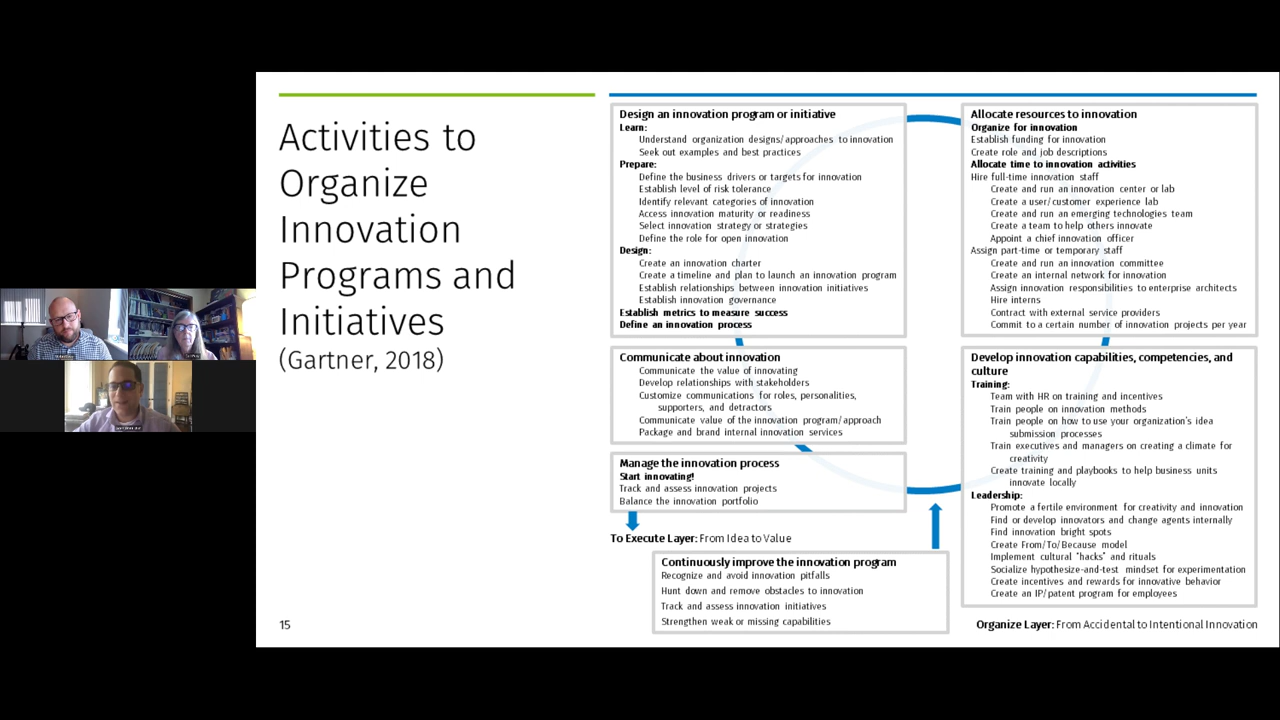 Activities to
Organize
Innovation
Programs and
Initiatives
(Gartner, 2018)
15
Design an innovation program or initiative
Learn:
Understand organization designs/approaches to innovation
Seek out examples and best practices
Prepare:
Define the business drivers or targets for innovation
Establish level of risk tolerance
Identify relevant categories of innovation
Access innovation maturity or readiness
Select innovation strategy or strategies
Define the role for open innovation
Design:
Create an innovation charter
Create a timeline and plan to launch an innovation program
Establish relationships between innovation initiatives
Establish innovation governance
Establish metrics to measure success
Define an innovation process
Communicate about innovation
Communicate the value of innovating
Develop relationships with stakeholders
Customize communications for roles, personalities,
supporters, and detractors
Communicate value of the innovation program/approach
Package and brand internal innovation services
Manage the innovation process
Start innovating!
Track and assess innovation projects
Balance the innovation portfolio
To Execute Layer: From Idea to Value
Continuously improve the innovation program
Recognize and avoid innovation pitfalls
Hunt down and remove obstacles to innovation
Track and assess innovation initiatives
Strengthen weak or missing capabilities
Allocate resources to innovation
Organize for innovation
Establish funding for innovation
Create role and job descriptions
Allocate time to innovation activities
Hire full-time innovation staff
Create and run an innovation center or lab
Create a user/customer experience lab
Create and run an emerging technologies team
Create a team to help others innovate
Appoint a chief innovation officer
Assign part-time or temporary staff
Create and run an innovation committee
Create an internal network for innovation
Assign innovation responsibilities to enterprise architects
Hire interns
Contract with external service providers
Commit to a certain number of innovation projects per year
Develop innovation capabilities, competencies, and
culture
Training:
Team with HR on training and incentives
Train people on innovation methods
Train people on how to use your organization's idea
submission processes
Train executives and managers on creating a climate for
creativity
Create training and playbooks to help business units
innovate locally
Leadership:
Promote a fertile environment for creativity and innovation
Find or develop innovators and change agents internally
Find innovation bright spots
Create From/To/Because model
Implement cultural "hacks" and rituals
Socialize hypothesize-and-test mindset for experimentation
Create incentives and rewards for innovative behavior
Create an IP/patent program for employees
Organize Layer: From Accidental to Intentional Innovation